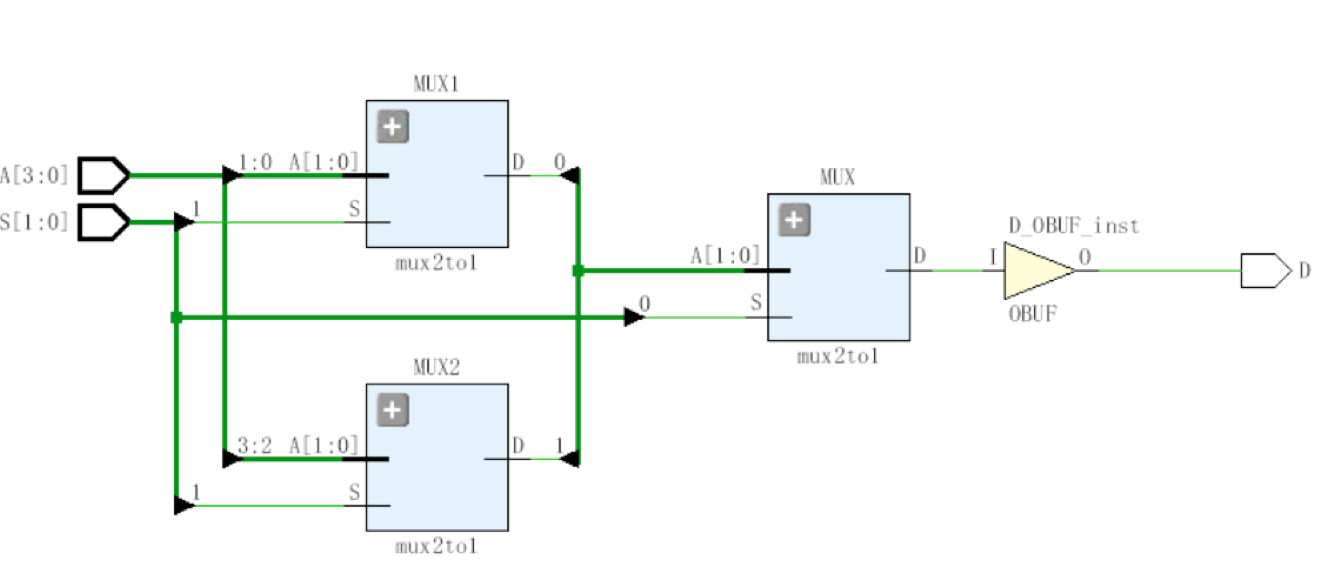 MUX1
A[3:0]
1:0 A[1:0]
D 0
S[1:0]
1
S
mux2to1
MUX
A[1:0]
D
0
S
mux2to1
D_OBUF_inst
I
O
OBUF
D
MUX2
3:2 A[1:0]
D 1
1
S
mux2to1